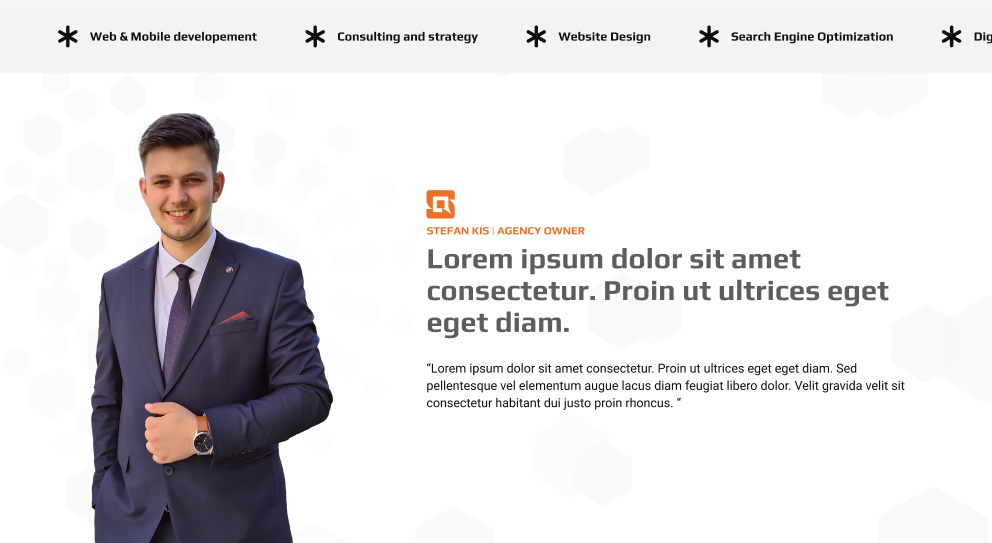 Web & Mobile developement Consulting and strategy Website Design Search Engine Optimization Dig
STEFAN KIS | AGENCY OWNER
Lorem ipsum dolor sit amet
consectetur. Proin ut ultrices eget
eget diam.
“Lorem ipsum dolor sit amet consectetur. Proin ut ultrices eget eget diam. Sed
pellentesque vel elementum augue lacus diam feugiat libero dolor. Velit gravida velit sit
consectetur habitant dui justo proin rhoncus. “